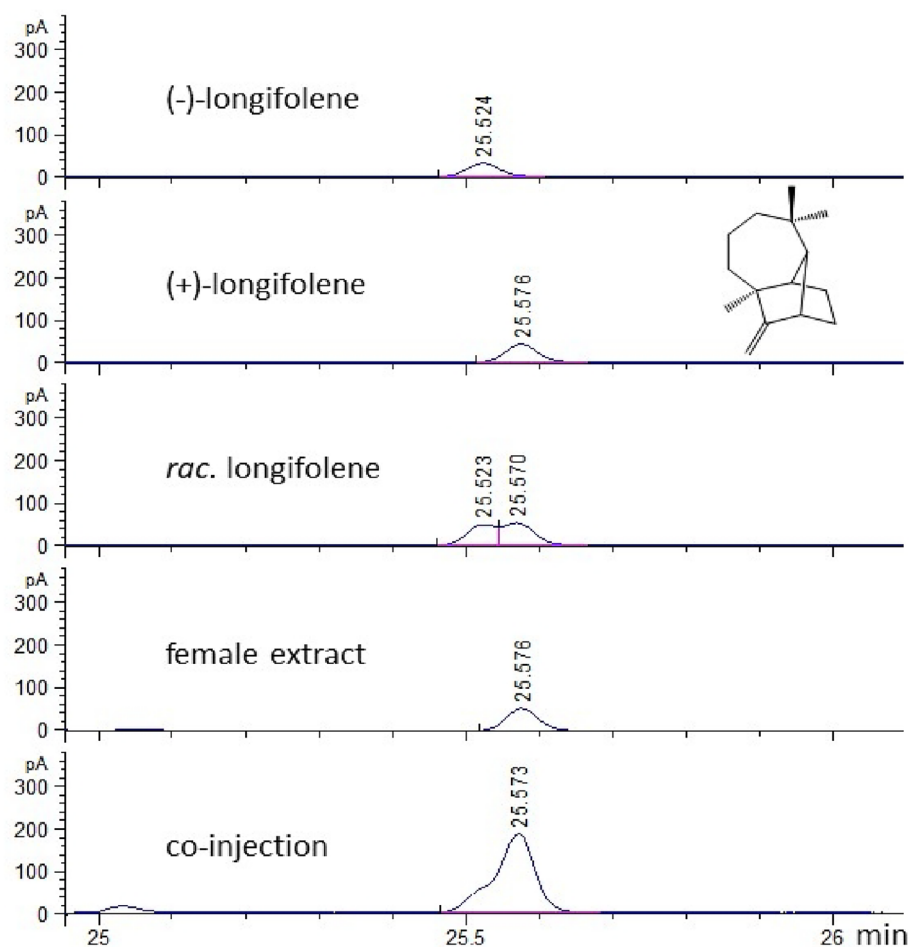 pA
300
200
100
0
(-)-longifolene
25.524
pA
300
200
100
0
(+)-longifolene
25.576
pA
300
200
100
0
rac. longifolene
25.523
25.570
pA
300
200
100
0
female extract
25.576
pA
300
200
100
0
co-injection
25.573
25
25.5
26
min